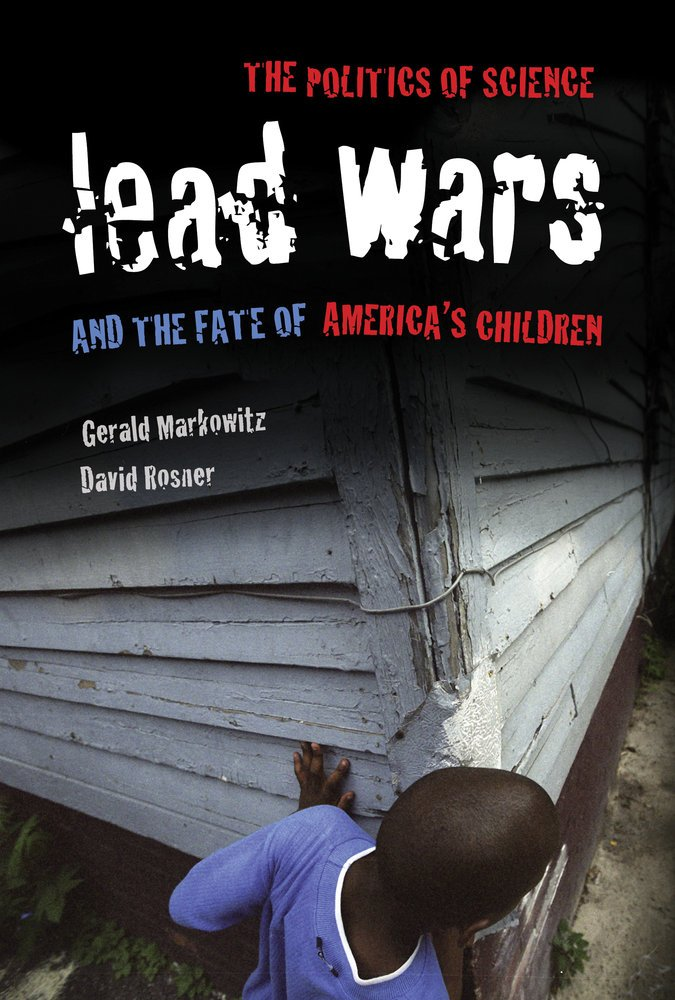 THE POLITICS OF SCIENCE
lead wars
AND THE FATE OF AMERICA'S CHILDREN
Gerald Markowitz
David Rosner